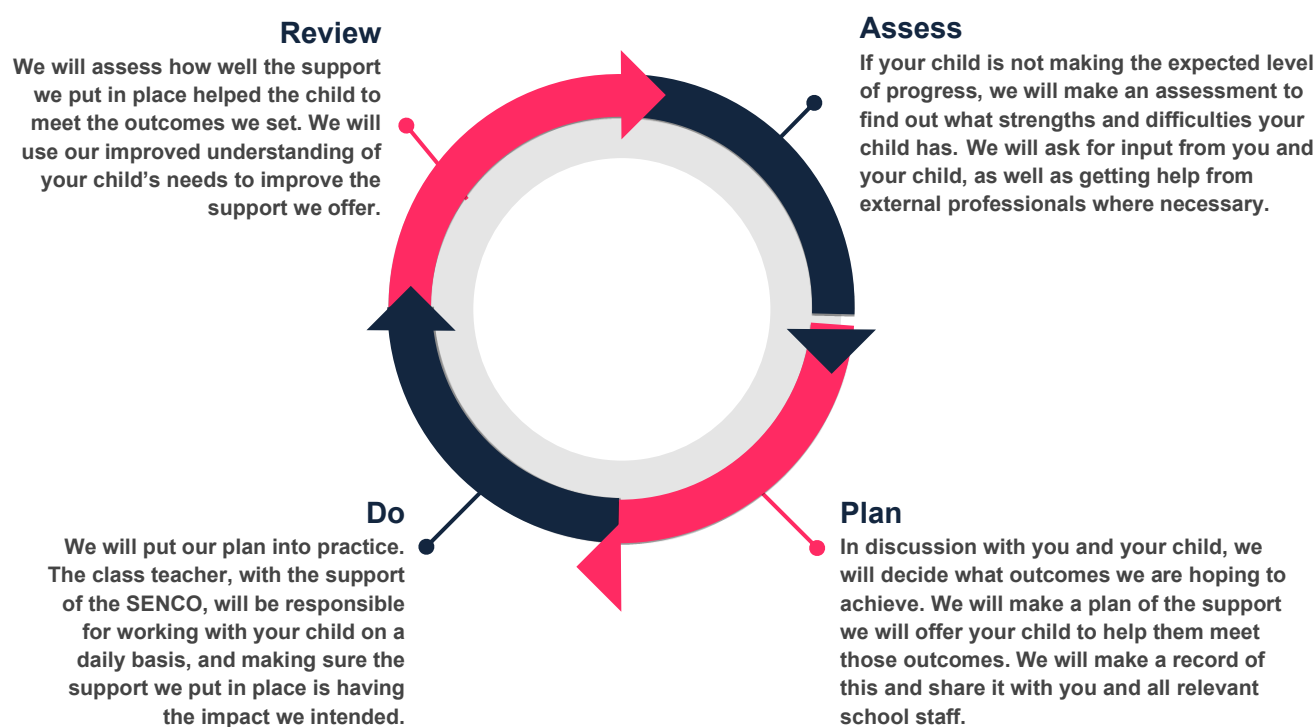 Review
We will assess how well the support
we put in place helped the child to
meet the outcomes we set. We will
use our improved understanding of
your child’s needs to improve the
support we offer.
Assess
If your child is not making the expected level
of progress, we will make an assessment to
find out what strengths and difficulties your
child has. We will ask for input from you and
your child, as well as getting help from
external professionals where necessary.
Do
We will put our plan into practice.
The class teacher, with the support
of the SENCO, will be responsible
for working with your child on a
daily basis, and making sure the
support we put in place is having
the impact we intended.
Plan
In discussion with you and your child, we
will decide what outcomes we are hoping to
achieve. We will make a plan of the support
we will offer your child to help them meet
those outcomes. We will make a record of
this and share it with you and all relevant
school staff.